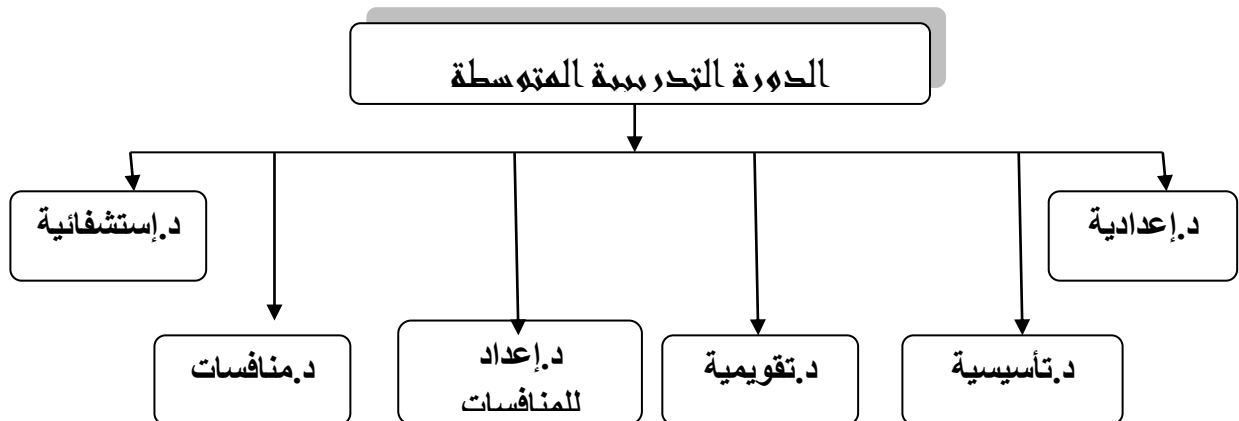 الدورة التدريبية المتوسطة
د.إعدادية
د.إستشفائية
د.تأسيسية
د.تقويمية
د.إعداد
للمنافسات
د.منافسات